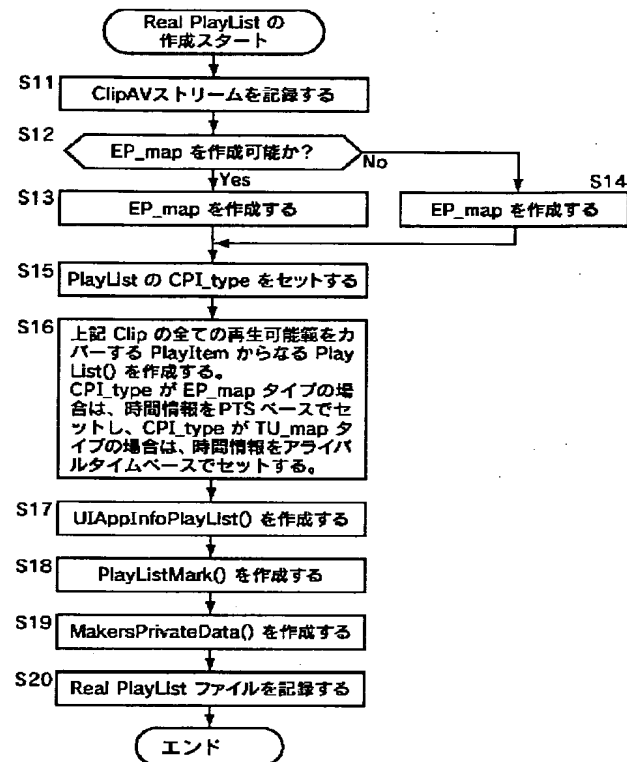 Real PlayList の
作成スタート
S11
ClipAVストリームを記録する
S12
EP_map を作成可能か?
No
Yes
S13
EP_map を作成する
S14
EP_map を作成する
S15
PlayList の CPI_type をセットする
S16
上記 Clip の全ての再生可能範をカ
バーする PlayItem からなる Play
List() を作成する。
CPI_type が EP_map タイプの場
合は、時間情報をPTS ベースでセ
ットし、CPI_type が TU_map タ
イプの場合は、時間情報をアライバ
ルタイムベースでセットする。
S17
UIAppInfoPlayList() を作成する
S18
PlayListMark() を作成する
S19
MakersPrivateData() を作成する
S20
Real PlayList ファイルを記録する
エンド